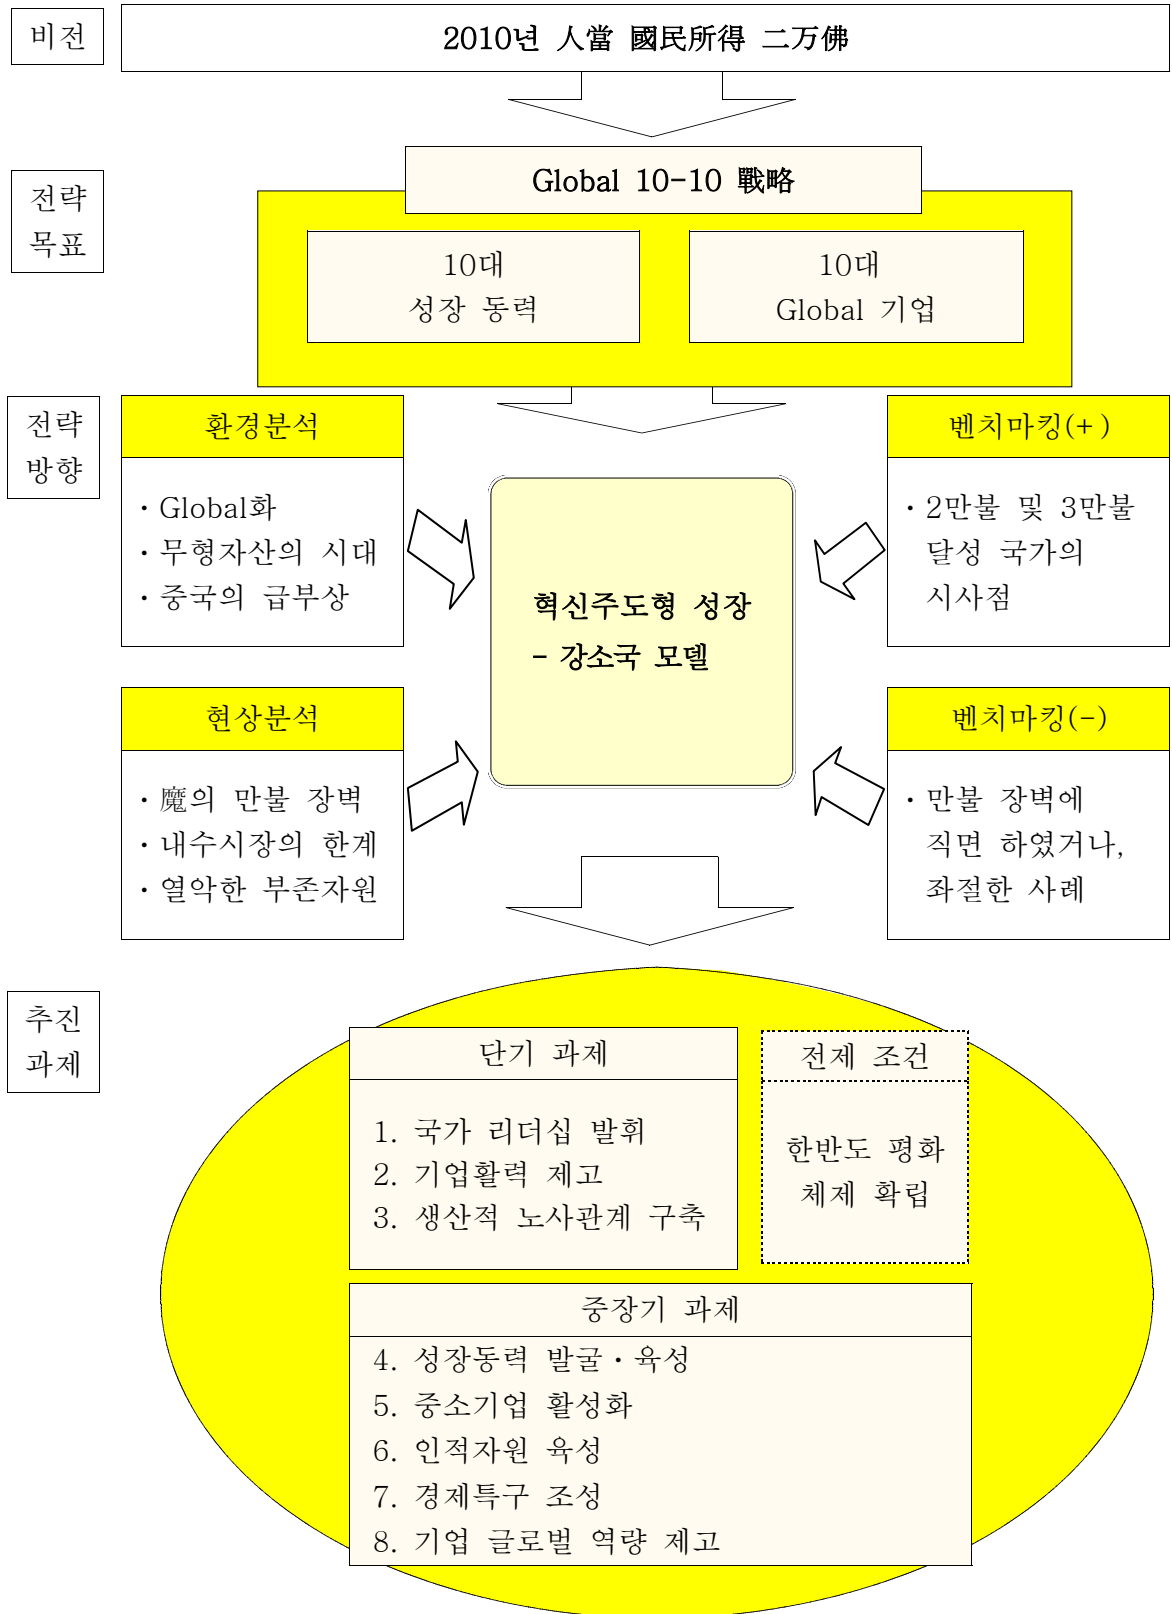 비전
2010년 人當 國民所得 二万佛
전략
목표
Global 10-10 戰略
10대
성장 동력
10대
Global 기업
전략
방향
환경분석
·Global화
·무형자산의 시대
·중국의 급부상
벤치마킹(+)
·2만불 및 3만불
달성 국가의
시사점
혁신주도형 성장
- 강소국 모델
현상분석
·魔의 만불 장벽
·내수시장의 한계
·열악한 부존자원
벤치마킹(-)
·만불 장벽에
직면 하였거나,
좌절한 사례
추진
과제
단기 과제
1. 국가 리더십 발휘
2. 기업활력 제고
3. 생산적 노사관계 구축
전제 조건
한반도 평화
체제 확립
중장기 과제
4. 성장동력 발굴·육성
5. 중소기업 활성화
6. 인적자원 육성
7. 경제특구 조성
8. 기업 글로벌 역량 제고